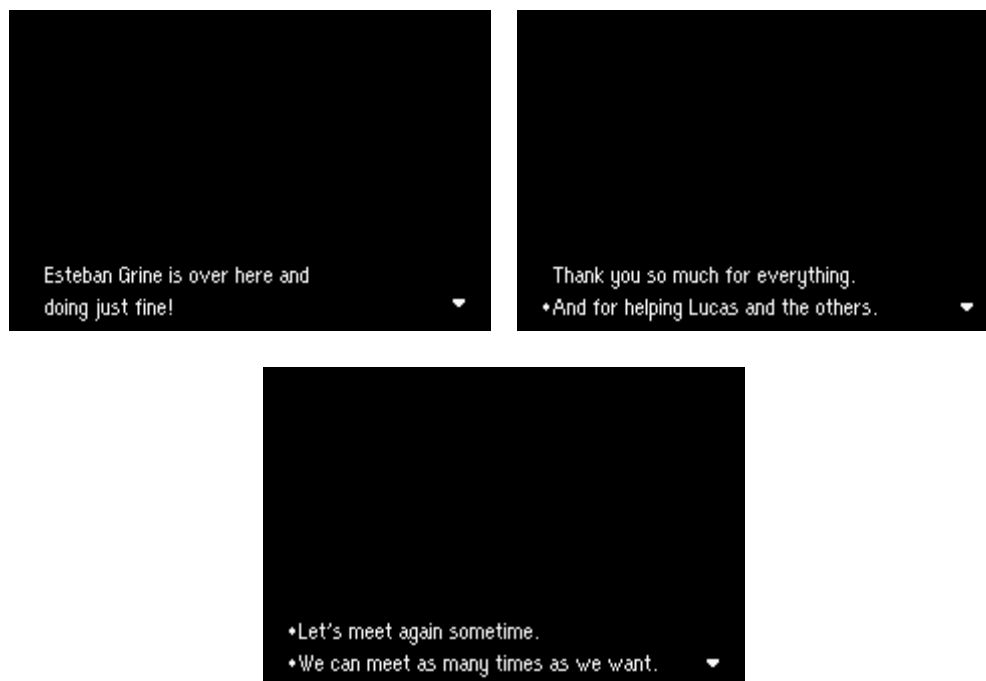 Esteban Grine is over here and
doing just fine!
Thank you so much for everything.
•And for helping Lucas and the others.
•Let's meet again sometime.
•We can meet as many times as we want.